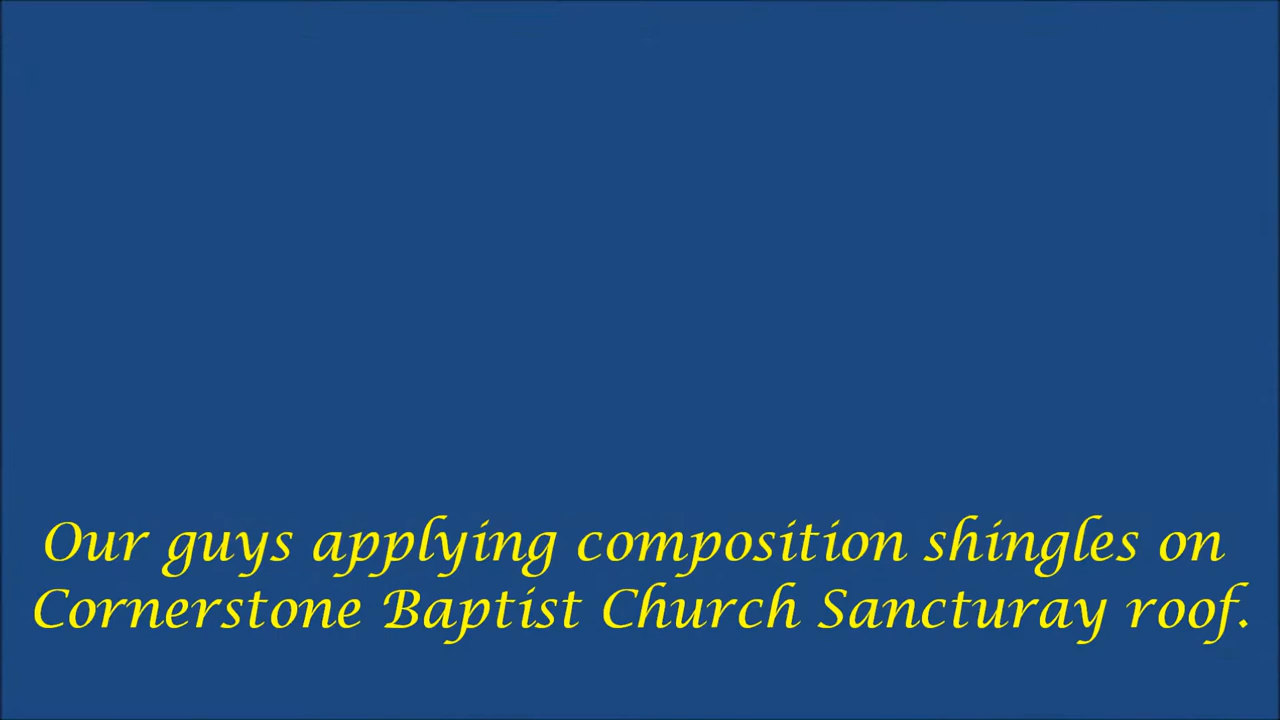 Our guys applying composition shingles on
Cornerstone Baptist Church Sancturay roof.